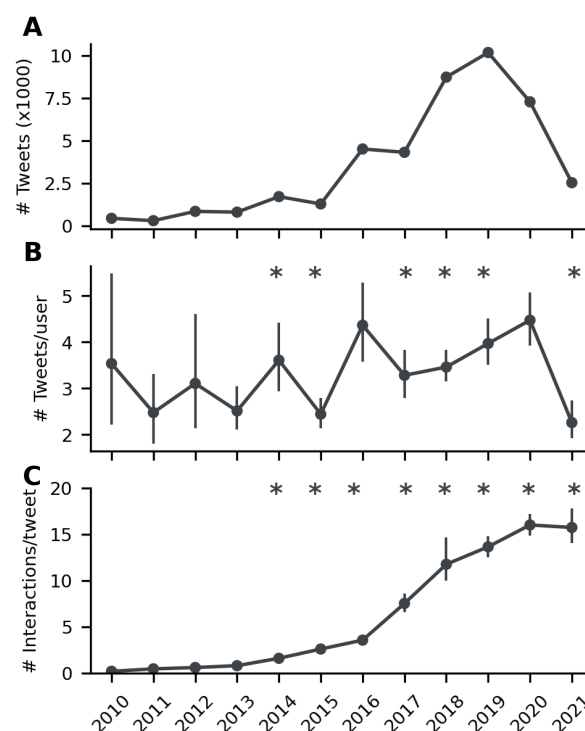 A
# Tweets (x1000)
10
7.5
5
2.5
0
B
# Tweets/user
* * * * * *
5
4
3
2
C
# Interactions/tweet
* * * * * * * *
20
15
10
5
0
2010 2011 2012 2013 2014 2015 2016 2017 2018 2019 2020 2021